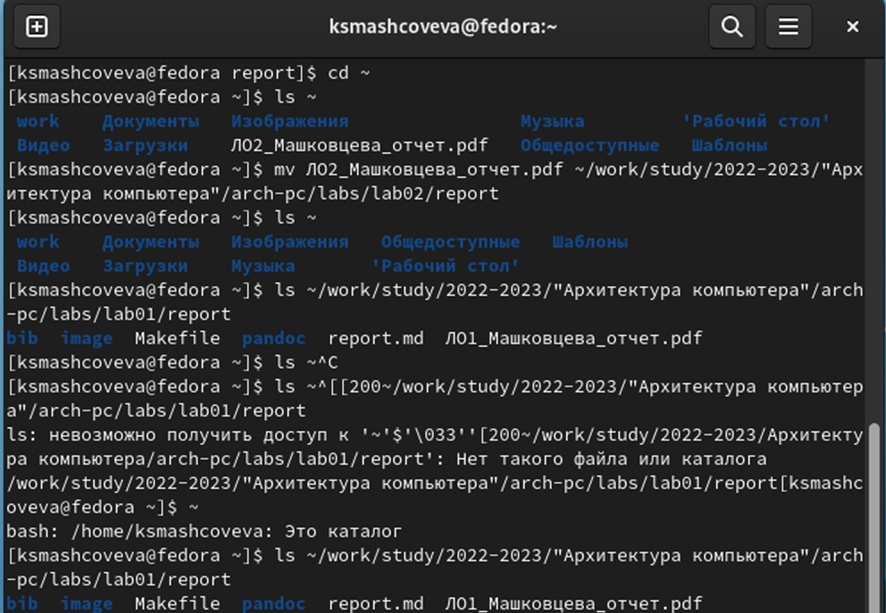 ksmashcoveva@fedora:~
[ksmashcoveva@fedora report]$ cd ~
[ksmashcoveva@fedora ~]$ ls ~
work Документы Изображения Музыка 'Рабочий стол'
Видео Загрузки ЛО2_Машковцева_отчет.pdf Общедоступные Шаблоны
[ksmashcoveva@fedora ~]$ mv ЛО2_Машковцева_отчет.pdf ~/work/study/2022-2023/"Арх
итектура компьютера"/arch-pc/labs/lab02/report
[ksmashcoveva@fedora ~]$ ls ~
work Документы Изображения Общедоступные Шаблоны
Видео Загрузки Музыка 'Рабочий стол'
[ksmashcoveva@fedora ~]$ ls ~/work/study/2022-2023/"Архитектура компьютера"/arch
-pc/labs/lab01/report
bib image Makefile pandoc report.md ЛО1_Машковцева_отчет.pdf
[ksmashcoveva@fedora ~]$ ls ~^C
[ksmashcoveva@fedora ~]$ ls ~^[[200~/work/study/2022-2023/"Архитектура компьютер
а"/arch-pc/labs/lab01/report
ls: невозможно получить доступ к '~'$'\033''[200~/work/study/2022-2023/Архитекту
ра компьютера/arch-pc/labs/lab01/report': Нет такого файла или каталога
/work/study/2022-2023/"Архитектура компьютера"/arch-pc/labs/lab01/report[ksmashc
oveva@fedora ~]$ ~
bash: /home/ksmashcoveva: Это каталог
[ksmashcoveva@fedora ~]$ ls ~/work/study/2022-2023/"Архитектура компьютера"/arch
-pc/labs/lab01/report
bib image Makefile pandoc report.md ЛО1_Машковцева_отчет.pdf